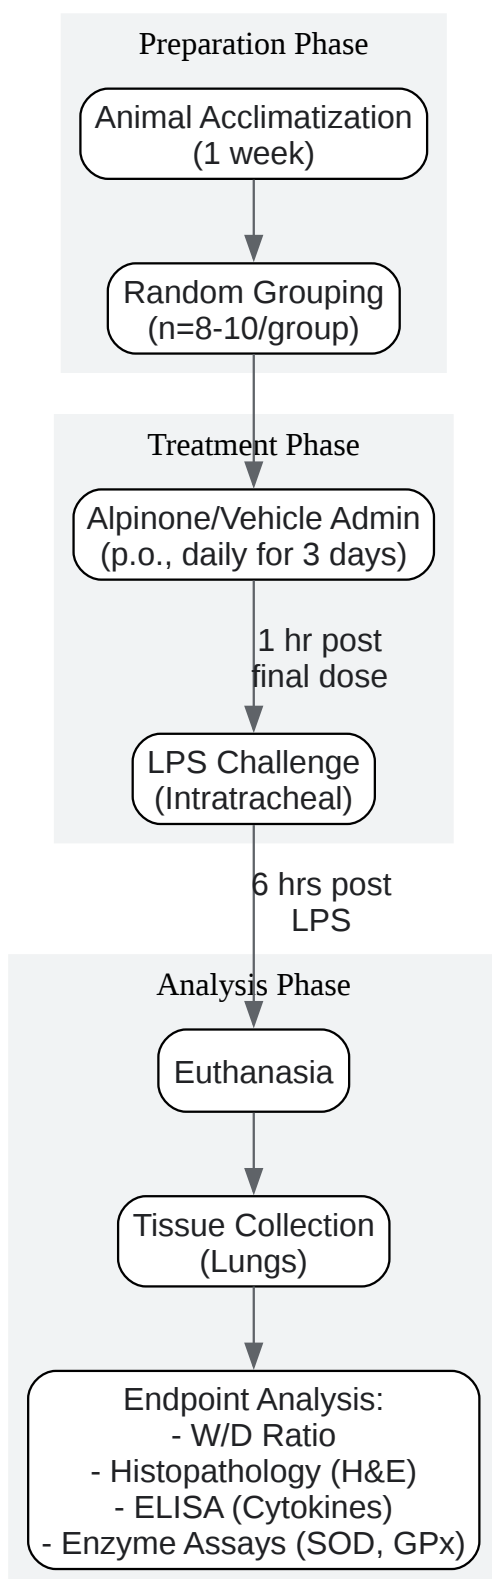 Preparation Phase
Animal Acclimatization
(1 week)
Random Grouping
(n=8-10/group)
Treatment Phase
Alpinone/Vehicle Admin
(p.o., daily for 3 days)
1 hr post
final dose
LPS Challenge
(Intratracheal)
6 hrs post
LPS
Analysis Phase
Euthanasia
Tissue Collection
(Lungs)
Endpoint Analysis:
- W/D Ratio
- Histopathology (H&E)
- ELISA (Cytokines)
- Enzyme Assays (SOD, GPx)